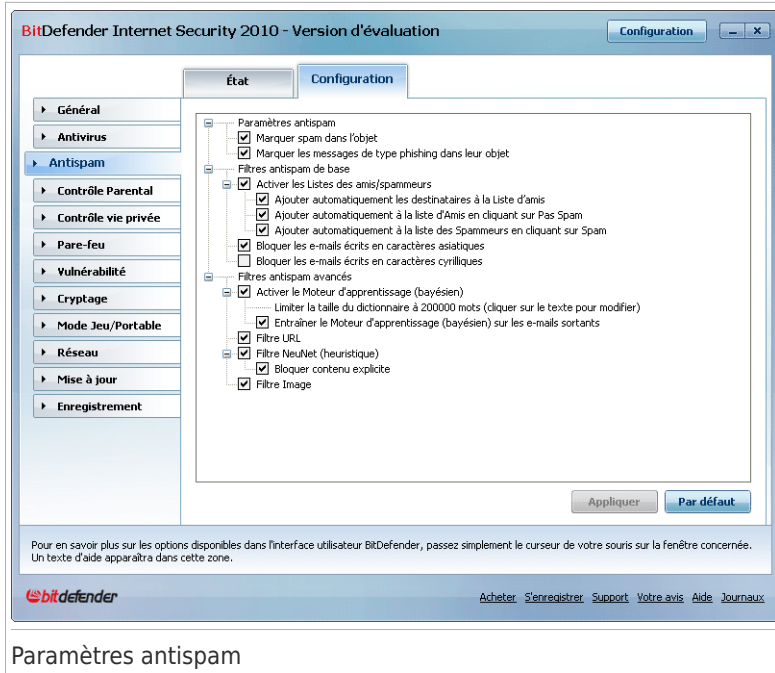 BitDefender Internet Security 2010 - Version d'évaluation
Configuration
État
Configuration
Général
Antivirus
Antispam
Contrôle Parental
Contrôle vie privée
Pare-feu
Vulnérabilité
Cryptage
Mode Jeu/Portable
Réseau
Mise à jour
Enregistrement
Paramètres antispam
Marquer spam dans l'objet
Marquer les messages de type phishing dans leur objet
Filtres antispam de base
Activer les Listes des amis/spammeurs
Ajouter automatiquement les destinataires à la Liste d'amis
Ajouter automatiquement à la liste d'Amis en cliquant sur Pas Spam
Ajouter automatiquement à la liste des Spammeurs en cliquant sur Spam
Bloquer les e-mails écrits en caractères asiatiques
Bloquer les e-mails écrits en caractères cyrilliques
Filtres antispam avancés
Activer le Moteur d'apprentissage (bayésien)
Limiter la taille du dictionnaire à 200000 mots (cliquer sur le texte pour modifier)
Entraîner le Moteur d'apprentissage (bayésien) sur les e-mails sortants
Filtre URL
Filtre NeuNet (heuristique)
Bloquer contenu explicite
Filtre Image
Appliquer
Par défaut
Pour en savoir plus sur les options disponibles dans l'interface utilisateur BitDefender, passez simplement le curseur de votre souris sur la fenêtre concernée.
Un texte d'aide apparaîtra dans cette zone.
bitdefender
Acheter S'enregistrer Support Votre avis Aide Journaux
Paramètres antispam